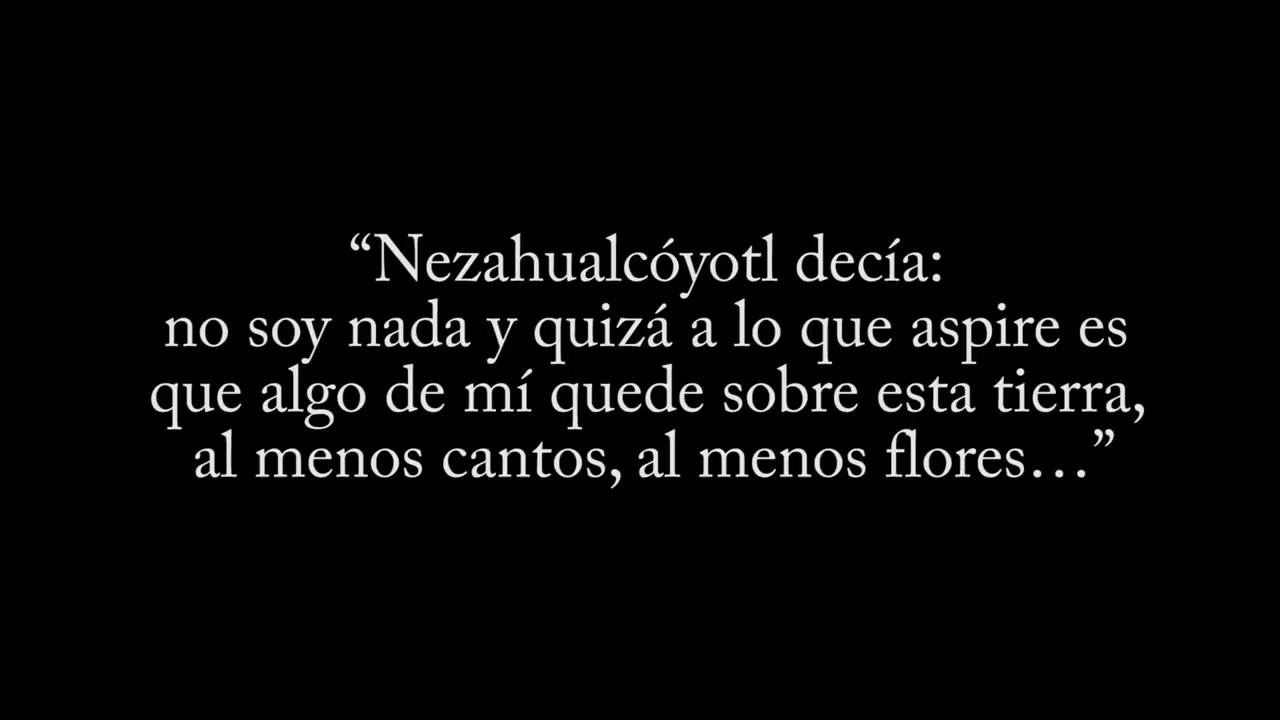 “Nezahualcóyotl decía:
no soy nada y quizá a lo que aspire es
que algo de mí quede sobre esta tierra,
al menos cantos, al menos flores…”